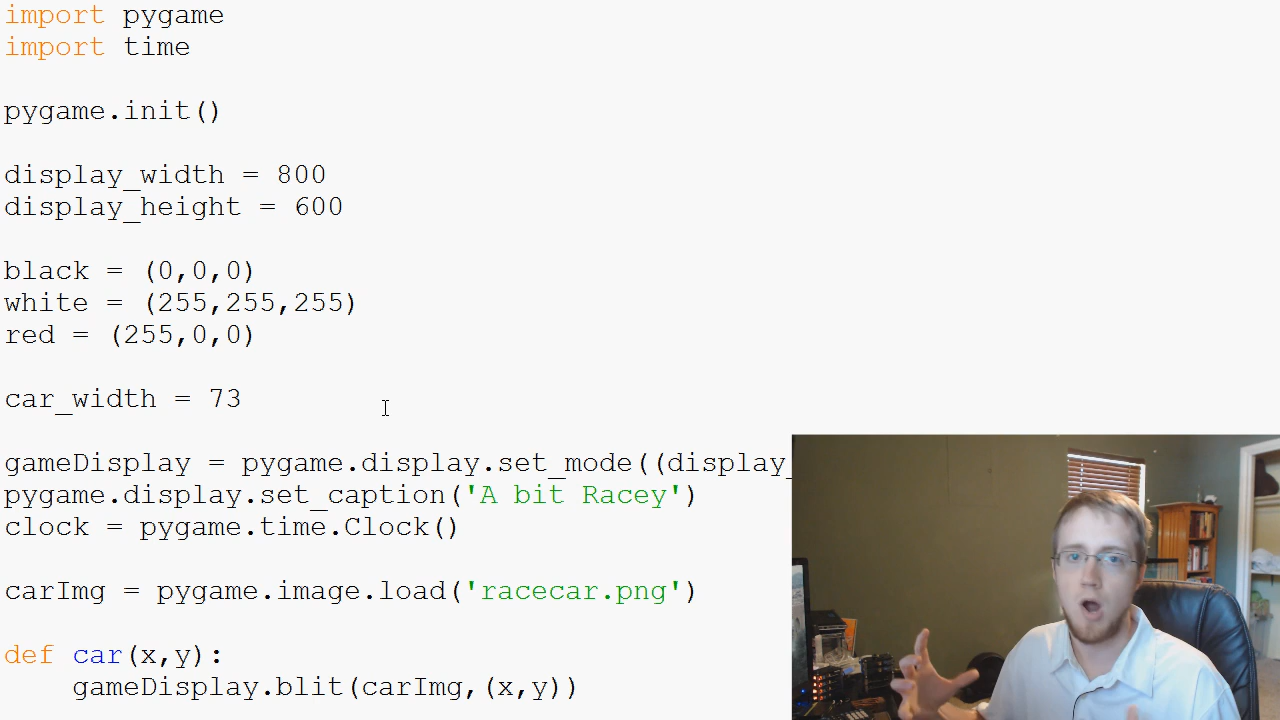 import pygame
import time
pygame.init()
display_width = 800
display_height = 600
black = (0,0,0)
white = (255,255,255)
red = (255,0,0)
car_width = 73
gameDisplay = pygame.display.set_mode((display_
pygame.display.set_caption('A bit Racey')
clock = pygame.time.Clock()
carImg = pygame.image.load('racecar.png')
def car(x,y):
    gameDisplay.blit(carImg,(x,y))